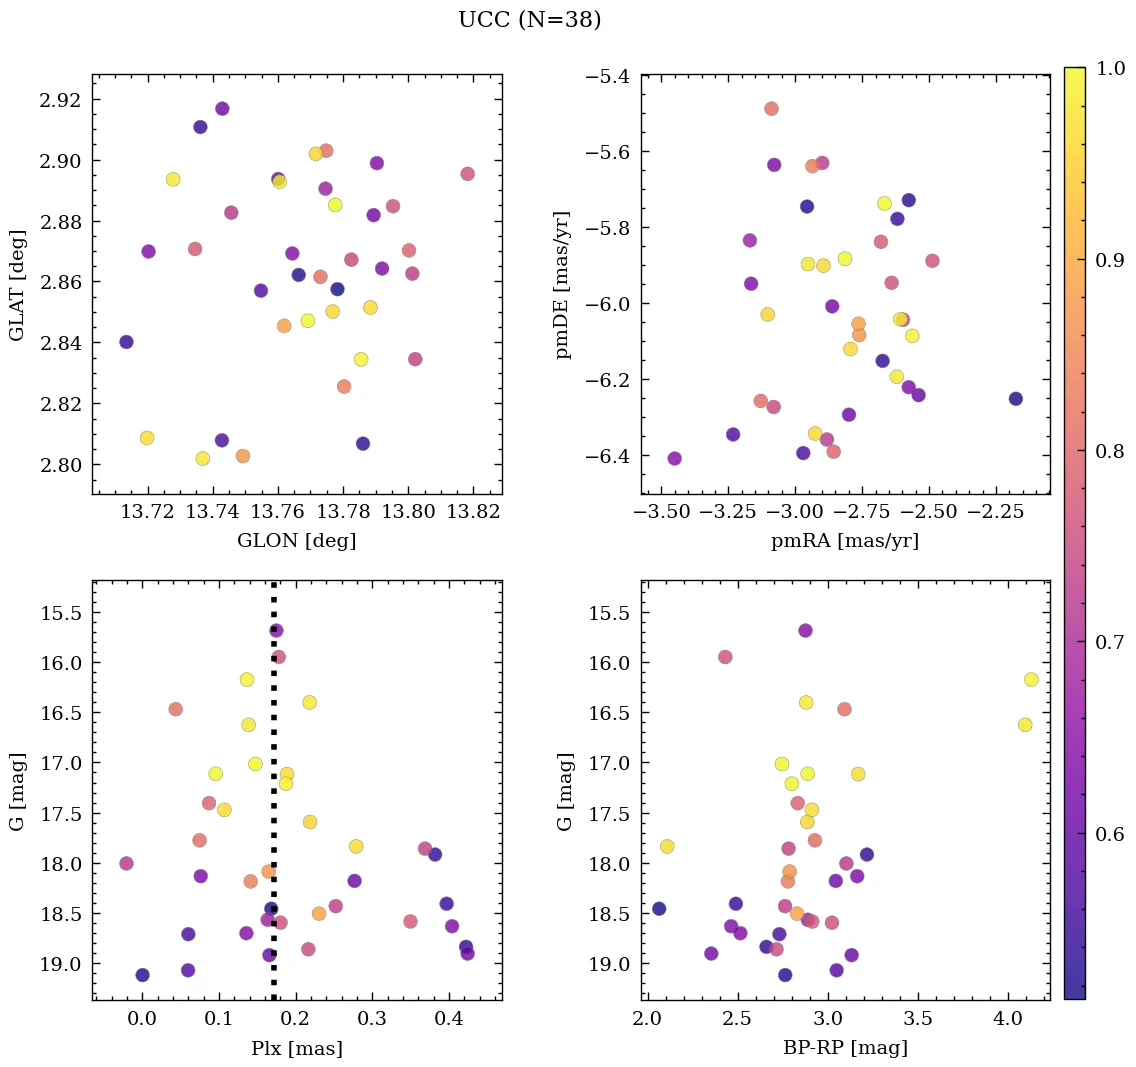 UCC (N=38)
2.92
2.90
2.88
2.86
2.84
2.82
2.80
GLAT [deg]
13.72 13.74 13.76 13.78 13.80 13.82
GLON [deg]
−5.4
−5.6
−5.8
−6.0
−6.2
−6.4
pmDE [mas/yr]
−3.50 −3.25 −3.00 −2.75 −2.50 −2.25
pmRA [mas/yr]
1.0
0.9
0.8
0.7
0.6
15.5
16.0
16.5
17.0
17.5
18.0
18.5
19.0
G [mag]
0.0 0.1 0.2 0.3 0.4
Plx [mas]
15.5
16.0
16.5
17.0
17.5
18.0
18.5
19.0
G [mag]
2.0 2.5 3.0 3.5 4.0
BP-RP [mag]